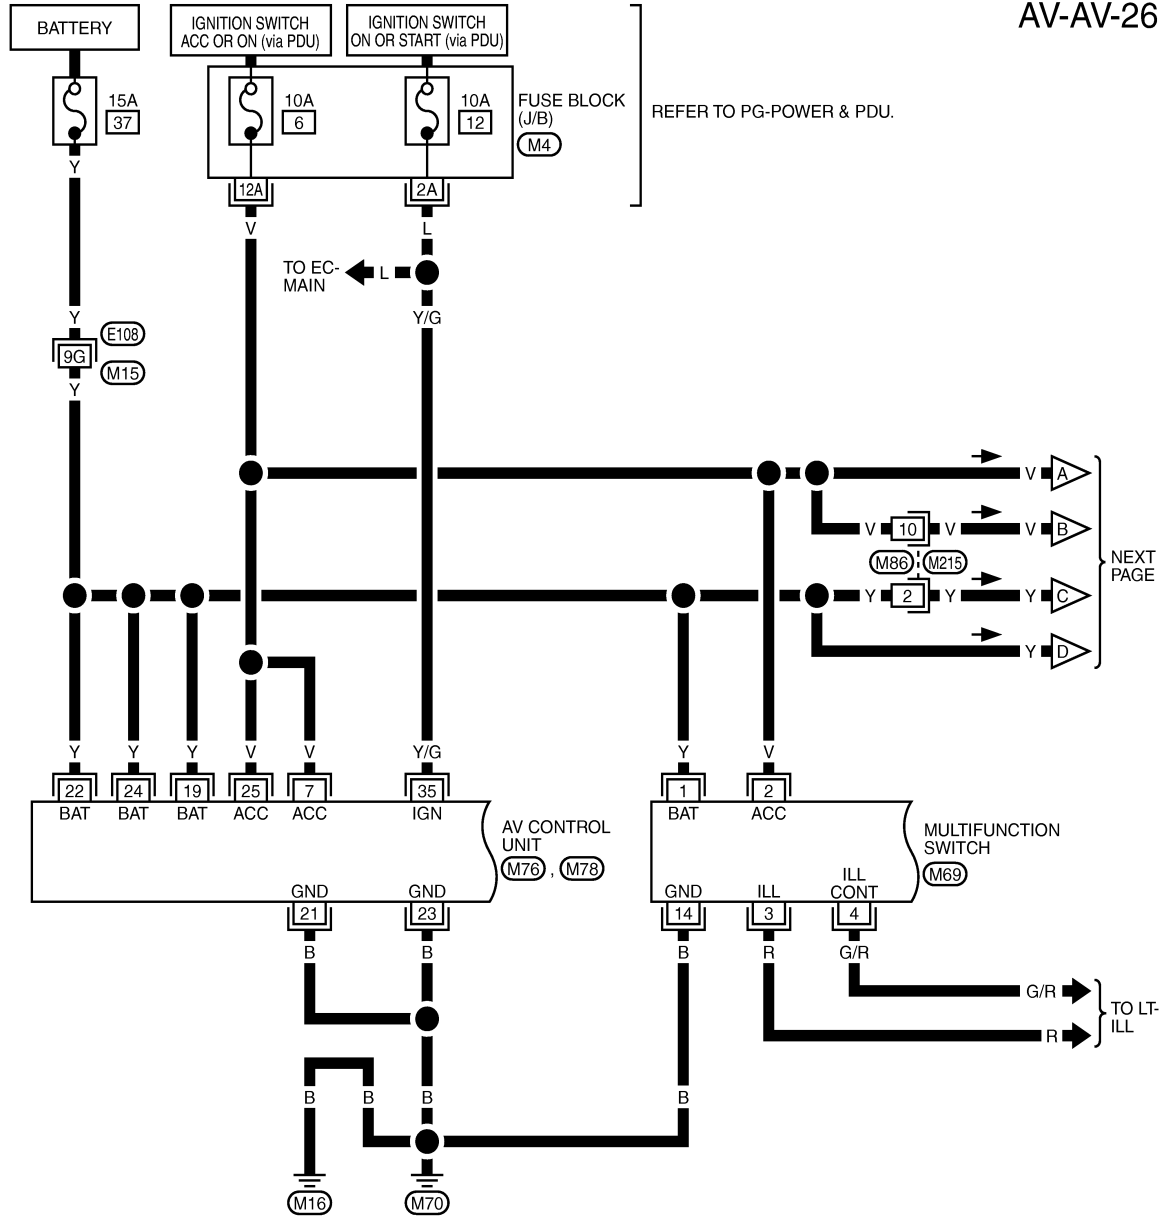 AV-AV-26
BATTERY
IGNITION SWITCH
ACC OR ON (via PDU)
IGNITION SWITCH
ON OR START (via PDU)
15A
37
10A
6
10A
12
FUSE BLOCK
(J/B)
M4
REFER TO PG-POWER & PDU.
Y
12A
2A
V
L
TO EC-
MAIN
L
Y/G
Y
E108
9G
M15
Y
V
A
V
10
V
V
B
M86
M215
NEXT
PAGE
Y
2
Y
Y
C
Y
D
Y
Y
Y
V
V
Y/G
Y
V
22
24
19
25
7
35
1
2
BAT
BAT
BAT
ACC
ACC
IGN
BAT
ACC
AV CONTROL
UNIT
M76 , M78
MULTIFUNCTION
SWITCH
M69
GND
GND
GND
ILL
ILL
CONT
21
23
14
3
4
B
B
B
R
G/R
G/R
R
TO LT-
ILL
B
B
B
B
M16
M70